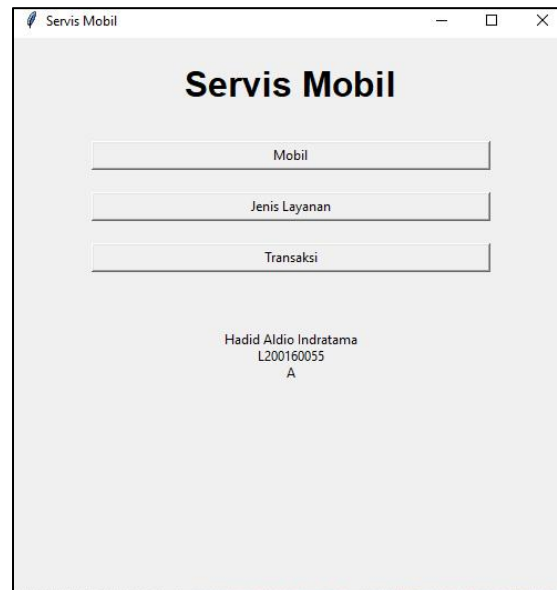 Servis Mobil
Servis Mobil
Mobil
Jenis Layanan
Transaksi
Hadid Aldio Indratama
L200160055
A